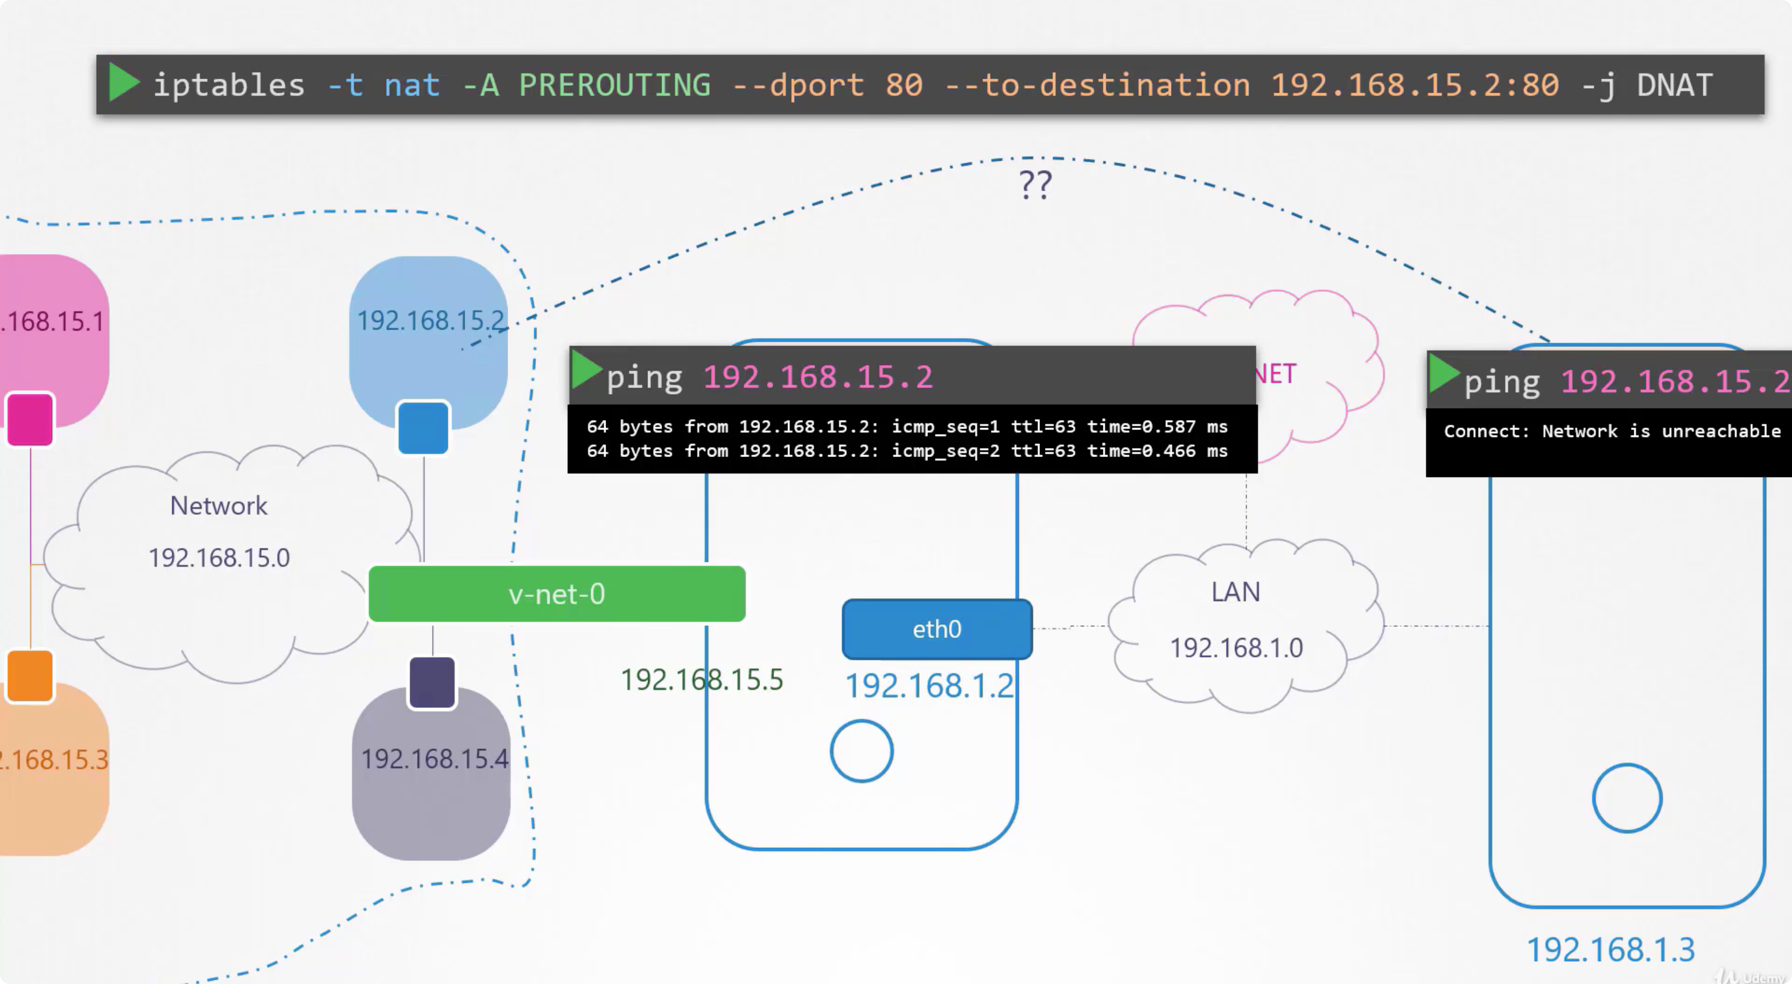 iptables -t nat -A PREROUTING --dport 80 --to-destination 192.168.15.2:80 -j DNAT
??
.168.15.1
192.168.15.2
ping 192.168.15.2
64 bytes from 192.168.15.2: icmp_seq=1 ttl=63 time=0.587 ms
64 bytes from 192.168.15.2: icmp_seq=2 ttl=63 time=0.466 ms
NET
ping 192.168.15.2
Connect: Network is unreachable
Network
192.168.15.0
v-net-0
192.168.15.5
eth0
192.168.1.2
LAN
192.168.1.0
2.168.15.3
192.168.15.4
192.168.1.3
Udemy